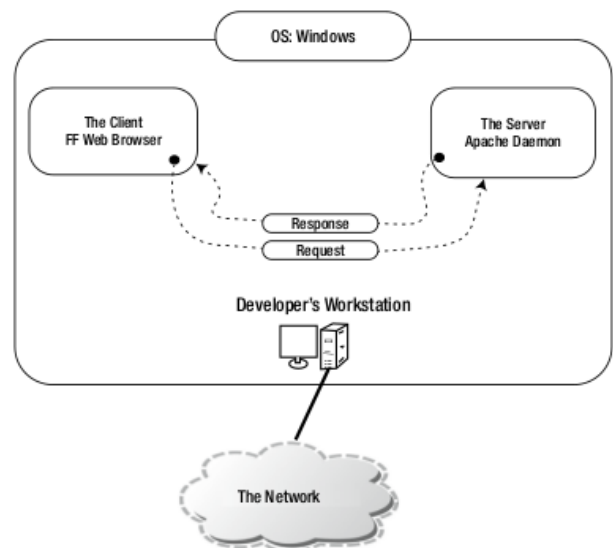 OS: Windows
The Client
FF Web Browser
The Server
Apache Daemon
Response
Request
Developer's Workstation
The Network